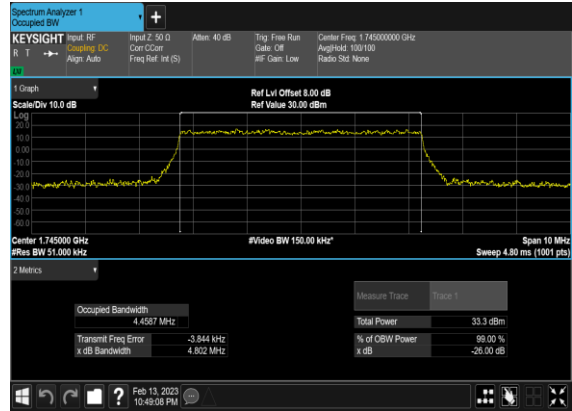 Spectrum Analyzer 1
Occupied BW
+
KEYSIGHT Input: RF Input Z: 50 Ω Atten: 40 dB Trig: Free Run Center Freq: 1.745000000 GHz
R T Coupling: DC Corr CCorr Gate: Off Avg|Hold: 100/100
Align: Auto Freq Ref: Int (S) #IF Gain: Low Radio Std: None
1 Graph
Ref Lvl Offset 8.00 dB
Scale/Div 10.0 dB Ref Value 30.00 dBm
Log
20.0
10.0
0.00
-10.0
-20.0
-30.0
-40.0
-50.0
-60.0
Center 1.745000 GHz #Video BW 150.00 kHz* Span 10 MHz
#Res BW 51.000 kHz Sweep 4.80 ms (1001 pts)
2 Metrics
Measure Trace Trace 1
Occupied Bandwidth
4.4587 MHz
Total Power 33.3 dBm
Transmit Freq Error -3.844 kHz % of OBW Power 99.00 %
x dB Bandwidth 4.802 MHz x dB -26.00 dB
? Feb 13, 2023
10:49:08 PM